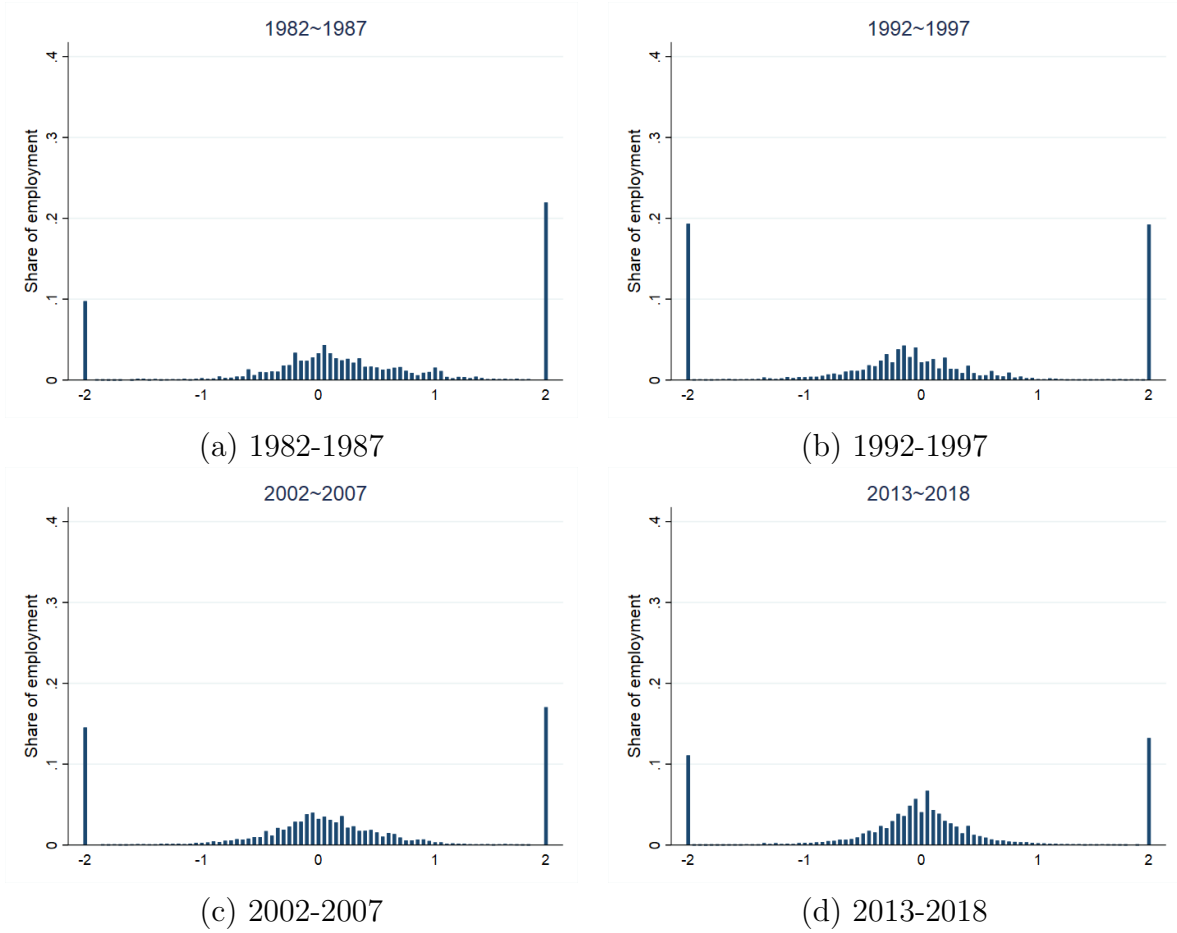 1982~1987
Share of employment
.4
.3
.2
.1
0
-2 -1 0 1 2
(a) 1982-1987
1992~1997
Share of employment
.4
.3
.2
.1
0
-2 -1 0 1 2
(b) 1992-1997
2002~2007
Share of employment
.4
.3
.2
.1
0
-2 -1 0 1 2
(c) 2002-2007
2013~2018
Share of employment
.4
.3
.2
.1
0
-2 -1 0 1 2
(d) 2013-2018